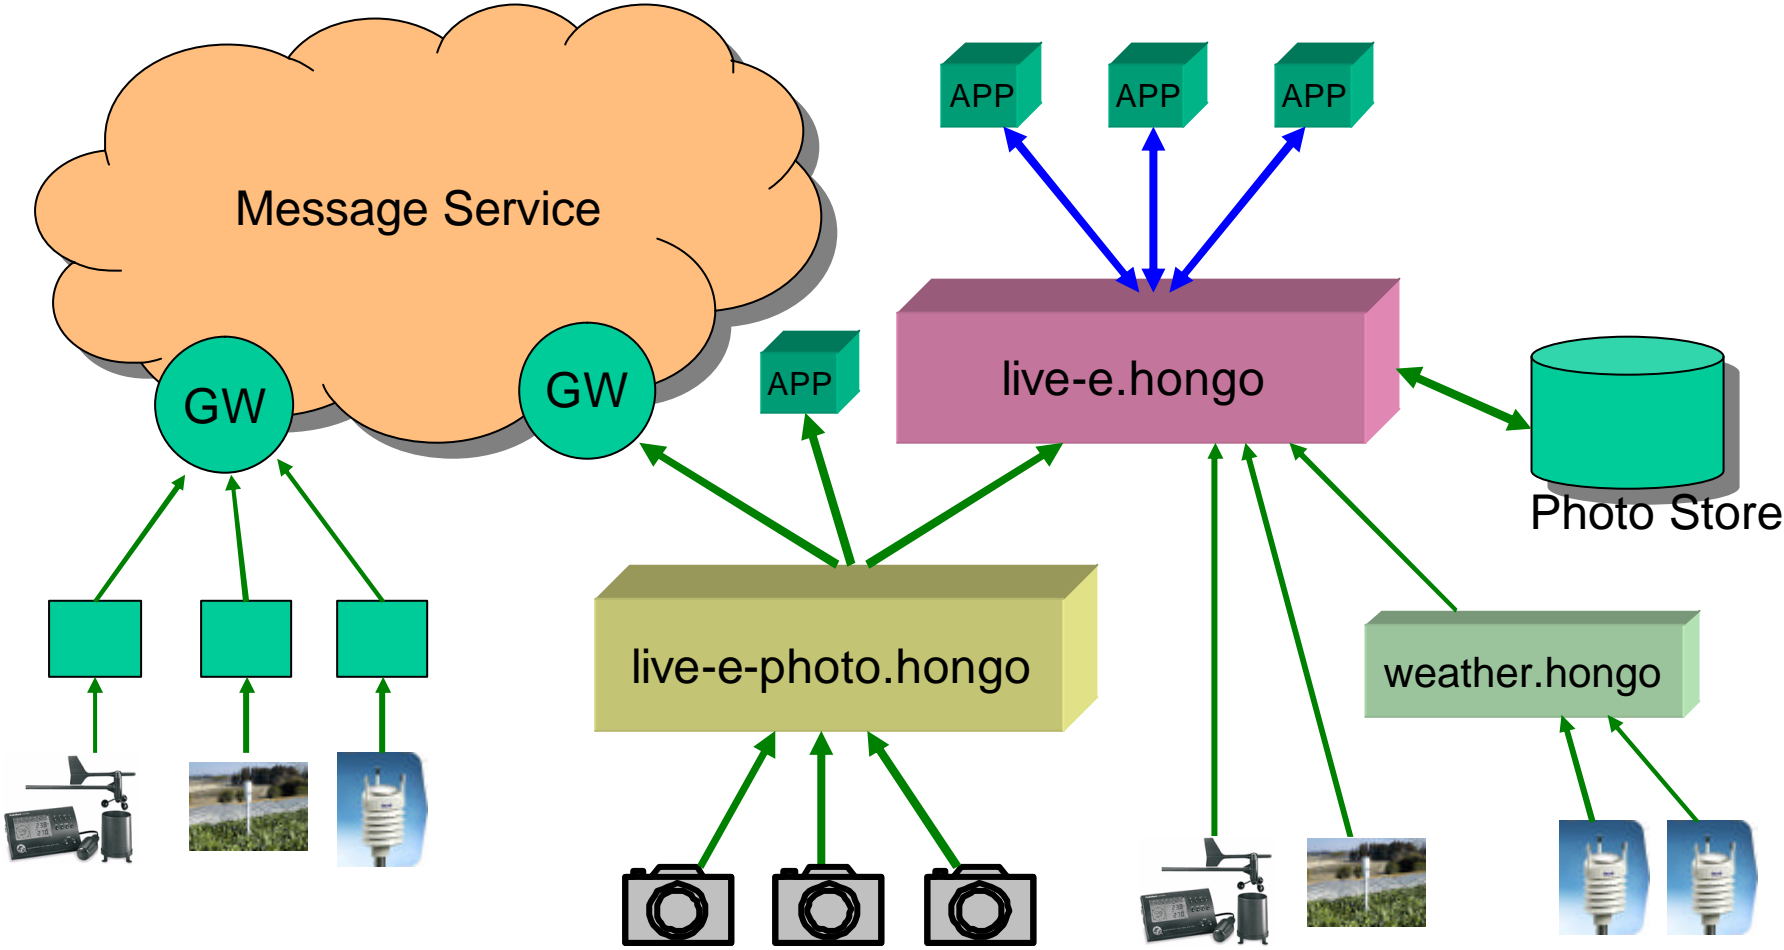 APP
APP
APP
Message Service
live-e.hongo
APP
GW
GW
Photo Store
live-e-photo.hongo
weather.hongo